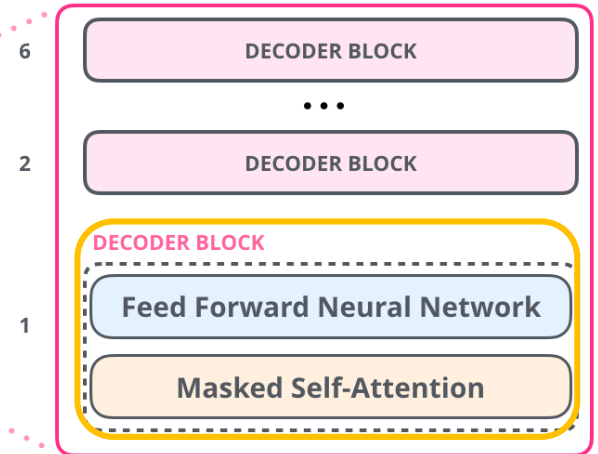 6
DECODER BLOCK
...
2
DECODER BLOCK
DECODER BLOCK
Feed Forward Neural Network
1
Masked Self-Attention